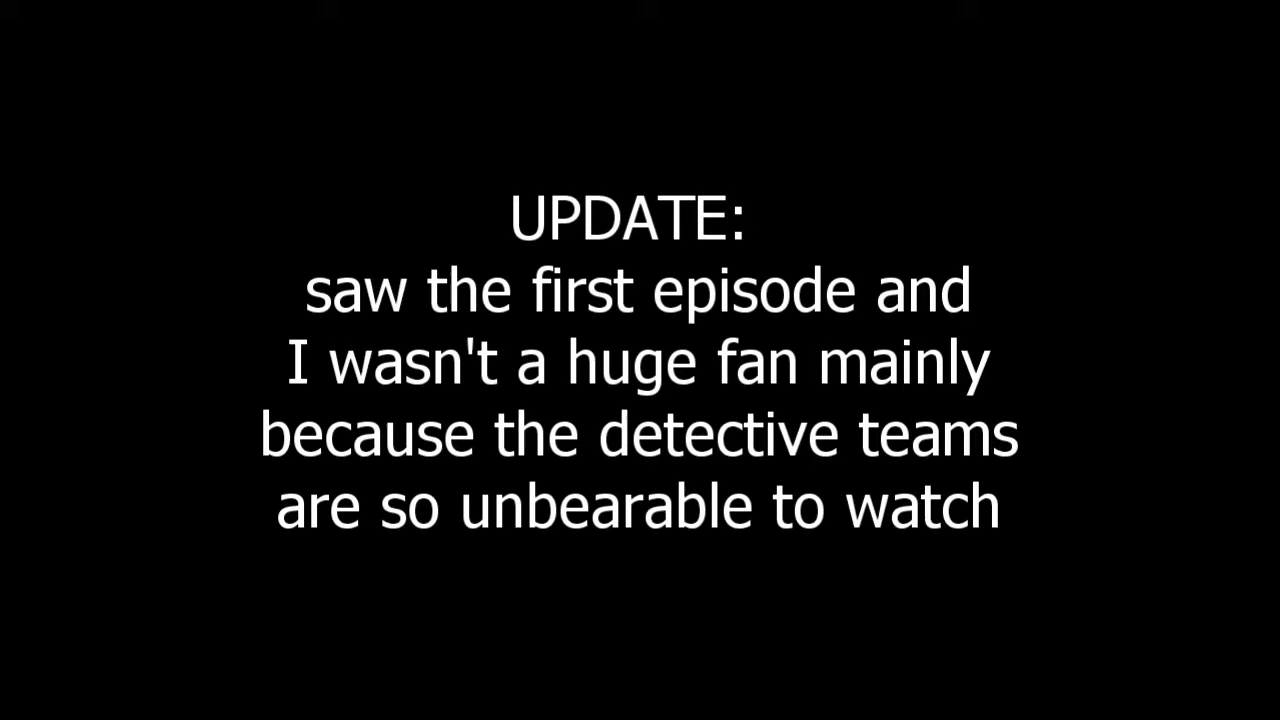 UPDATE:
saw the first episode and
I wasn't a huge fan mainly
because the detective teams
are so unbearable to watch